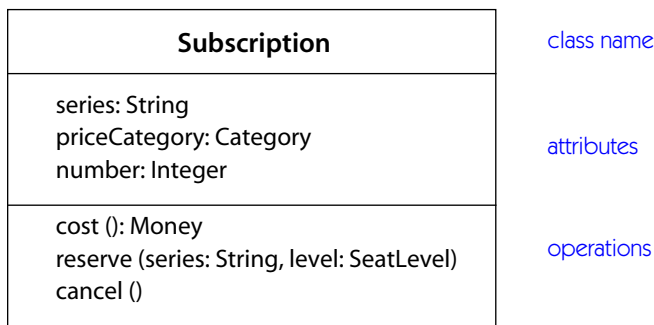 Subscription
class name
series: String
priceCategory: Category
number: Integer
attributes
cost (): Money
reserve (series: String, level: SeatLevel)
cancel ()
operations